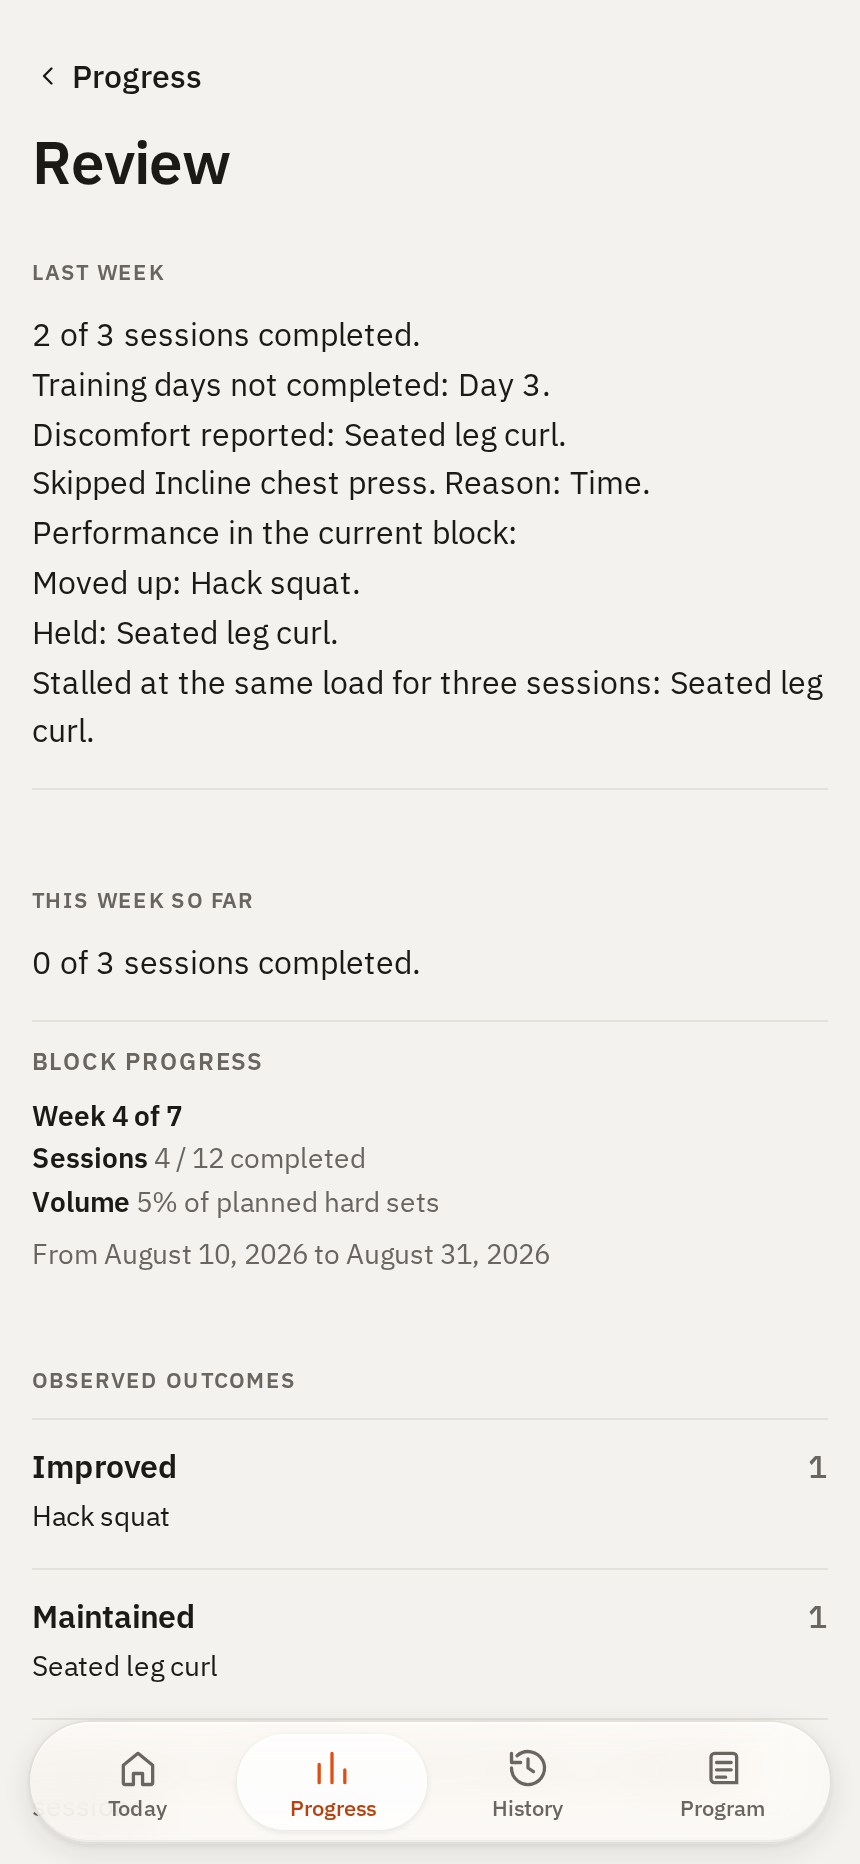 Progress
Review
LAST WEEK
2 of 3 sessions completed.
Training days not completed: Day 3.
Discomfort reported: Seated leg curl.
Skipped Incline chest press. Reason: Time.
Performance in the current block:
Moved up: Hack squat.
Held: Seated leg curl.
Stalled at the same load for three sessions: Seated leg
curl.
THIS WEEK SO FAR
0 of 3 sessions completed.
BLOCK PROGRESS
Week 4 of 7
Sessions 4 / 12 completed
Volume 5% of planned hard sets
From August 10, 2026 to August 31, 2026
OBSERVED OUTCOMES
Improved 1
Hack squat
Maintained 1
Seated leg curl
Today Progress History Program